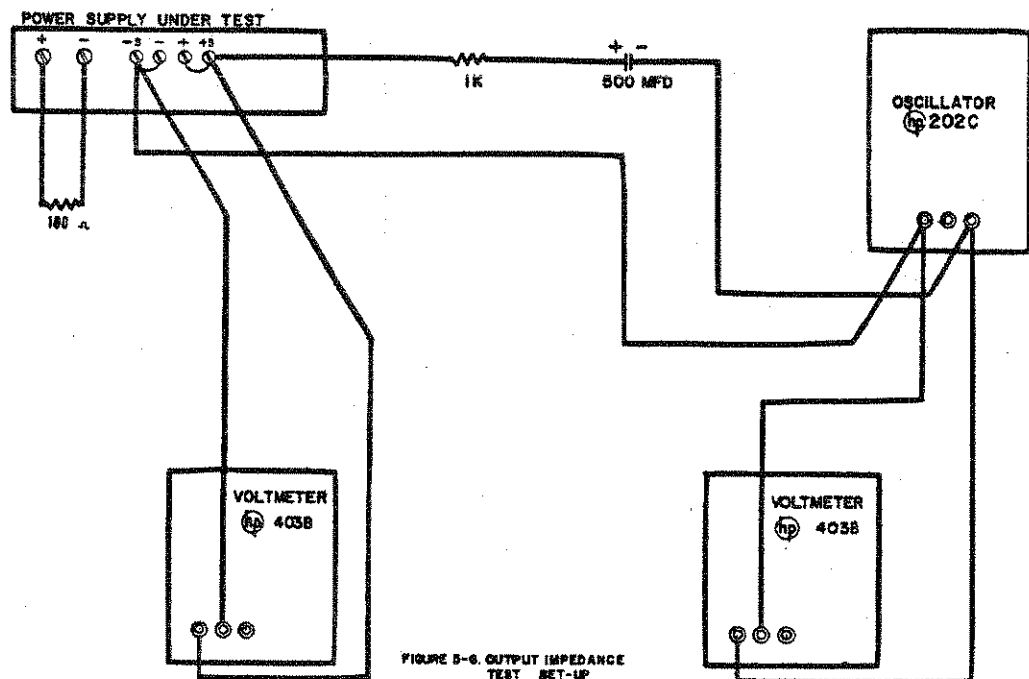 POWER SUPPLY UNDER TEST
+ - -S - + +S
1K
+ -
500 MFD
OSCILLATOR
hp 202C
180 Ω
VOLTMETER
hp 403B
VOLTMETER
hp 403B
FIGURE 5-6. OUTPUT IMPEDANCE
TEST SET-UP